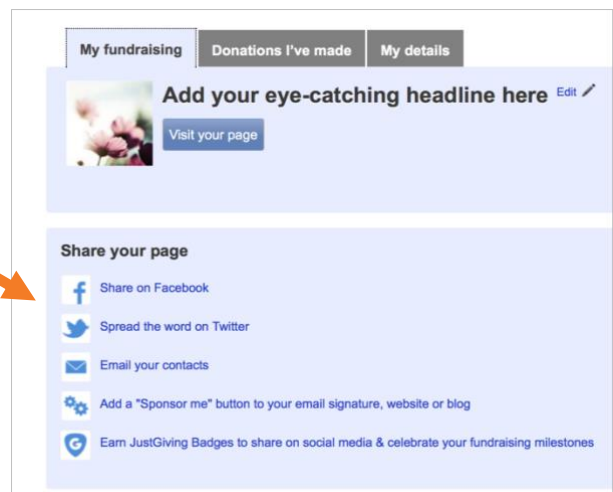 My fundraising Donations I've made My details
Add your eye-catching headline here Edit
Visit your page
Share your page
Share on Facebook
Spread the word on Twitter
Email your contacts
Add a "Sponsor me" button to your email signature, website or blog
Earn JustGiving Badges to share on social media & celebrate your fundraising milestones